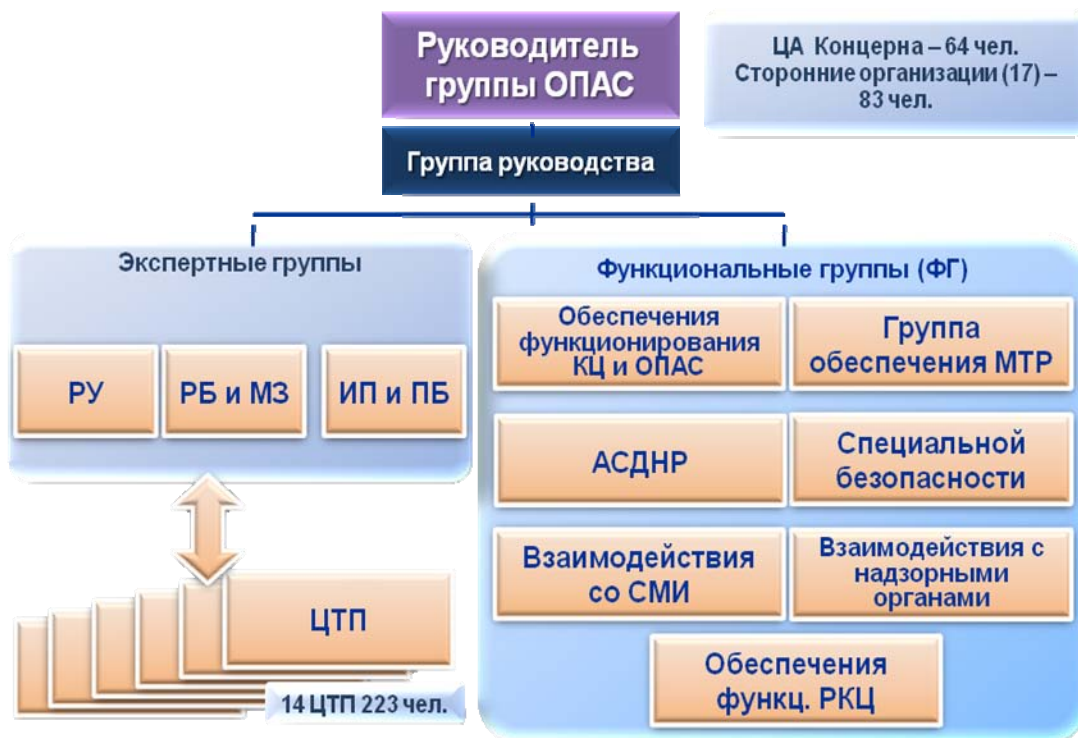 Руководитель
группы ОПАС
ЦА Концерна – 64 чел.
Сторонние организации (17) –
83 чел.
Группа руководства
Экспертные группы
РУ
РБ и МЗ
ИП и ПБ
ЦТП
14 ЦТП 223 чел.
Функциональные группы (ФГ)
Обеспечения
функционирования
КЦ и ОПАС
Группа
обеспечения МТР
АСДНР
Специальной
безопасности
Взаимодействия
со СМИ
Взаимодействия с
надзорными
органами
Обеспечения
функц. РКЦ